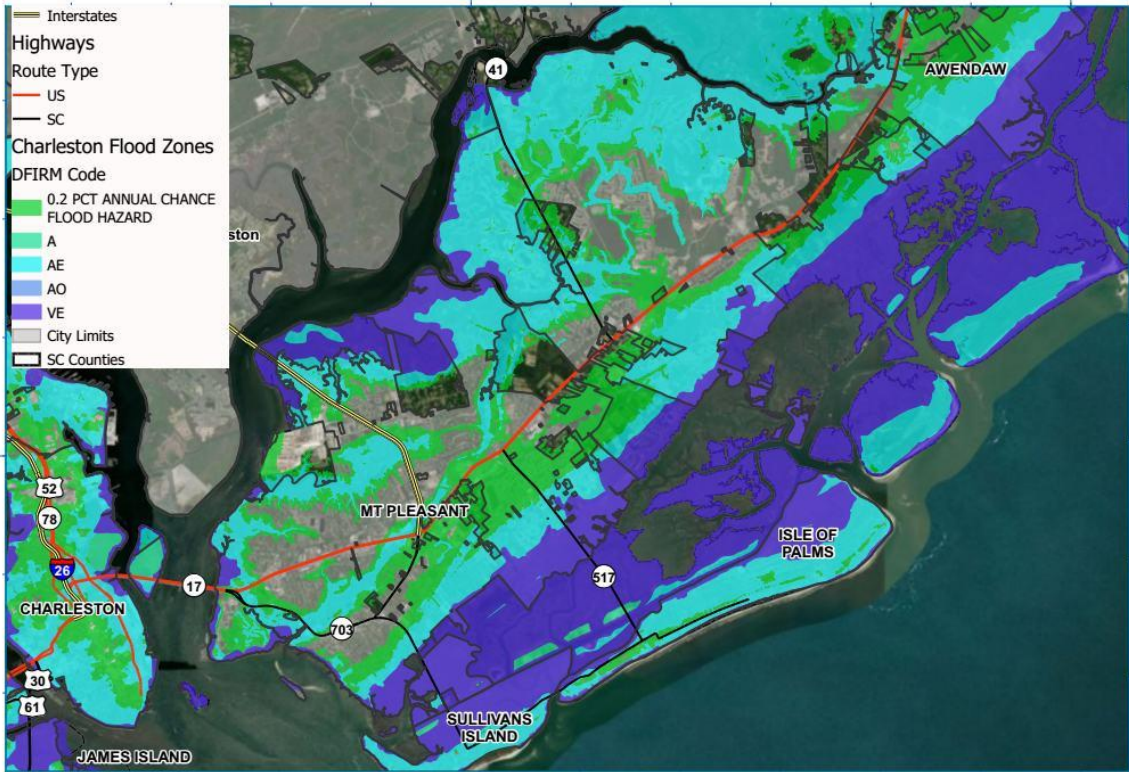 Interstates
Highways
Route Type
US
SC
Charleston Flood Zones
DFIRM Code
0.2 PCT ANNUAL CHANCE
FLOOD HAZARD
A
AE
AO
VE
City Limits
SC Counties
41
AWENDAW
ston
52
78
26
CHARLESTON
17
MT PLEASANT
703
517
ISLE OF
PALMS
30
61
SULLIVANS
ISLAND
JAMES ISLAND